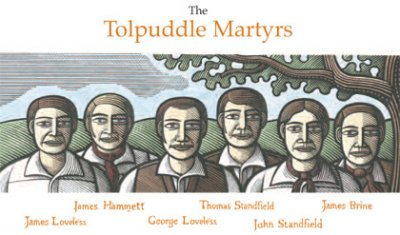 The
Tolpuddle Martyrs
James Hammett Thomas Standfield James Brine
James Loveless George Loveless John Standfield